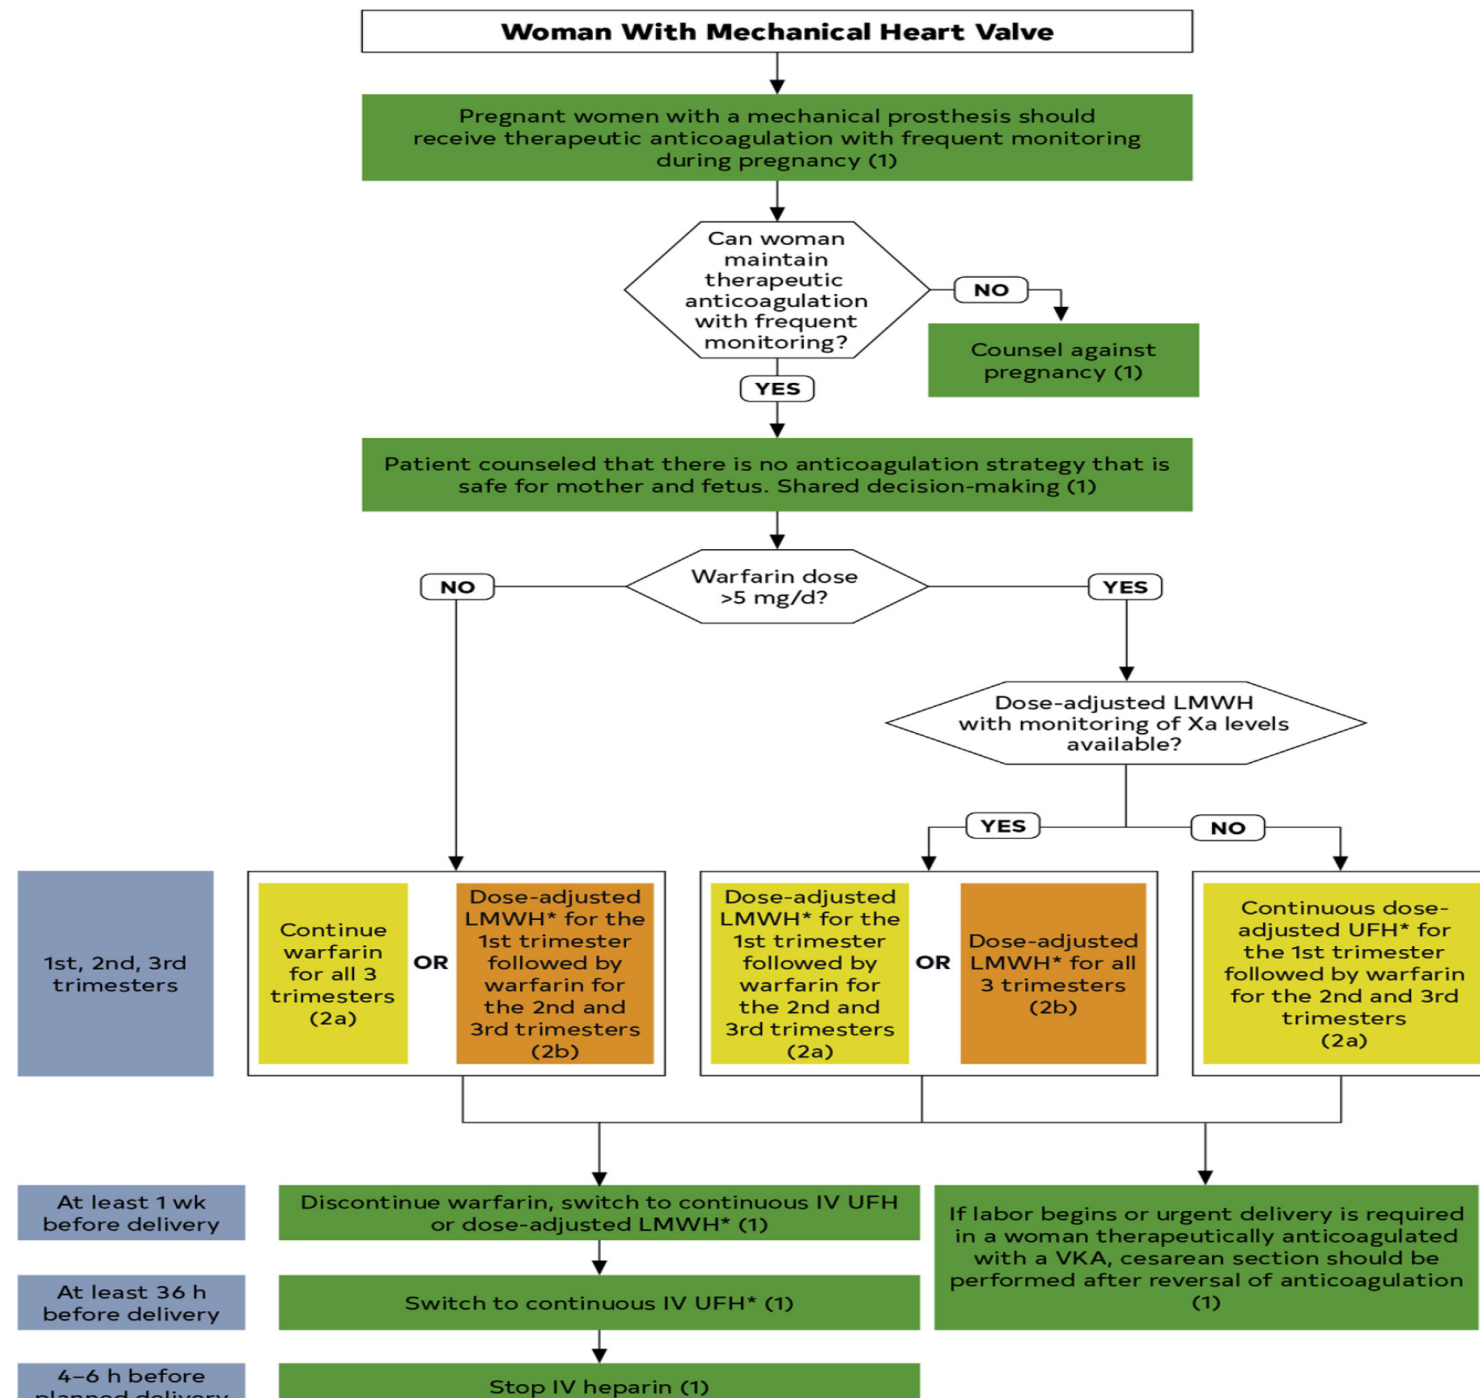 Woman With Mechanical Heart Valve
Pregnant women with a mechanical prosthesis should
receive therapeutic anticoagulation with frequent monitoring
during pregnancy (1)
Can woman
maintain
therapeutic
anticoagulation
with frequent
monitoring?
NO
Counsel against
pregnancy (1)
YES
Patient counseled that there is no anticoagulation strategy that is
safe for mother and fetus. Shared decision-making (1)
Warfarin dose
>5 mg/d?
NO
YES
Dose-adjusted LMWH
with monitoring of Xa levels
available?
YES
NO
1st, 2nd, 3rd
trimesters
Continue
warfarin
for all 3
trimesters
(2a)
OR
Dose-adjusted
LMWH* for the
1st trimester
followed by
warfarin for
the 2nd and
3rd trimesters
(2b)
Dose-adjusted
LMWH* for the
1st trimester
followed by
warfarin for
the 2nd and
3rd trimesters
(2a)
OR
Dose-adjusted
LMWH* for all
3 trimesters
(2b)
Continuous dose-
adjusted UFH* for
the 1st trimester
followed by warfarin
for the 2nd and 3rd
trimesters
(2a)
At least 1 wk
before delivery
Discontinue warfarin, switch to continuous IV UFH
or dose-adjusted LMWH* (1)
If labor begins or urgent delivery is required
in a woman therapeutically anticoagulated
with a VKA, cesarean section should be
performed after reversal of anticoagulation
(1)
At least 36 h
before delivery
Switch to continuous IV UFH* (1)
4–6 h before
planned delivery
Stop IV heparin (1)